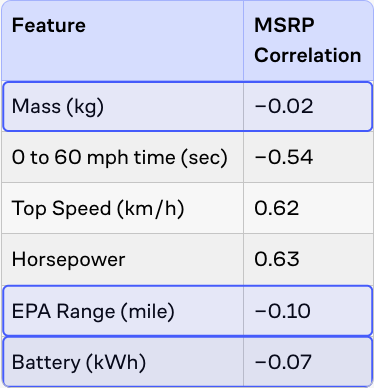 Feature MSRP Correlation
Mass (kg) −0.02
0 to 60 mph time (sec) −0.54
Top Speed (km/h) 0.62
Horsepower 0.63
EPA Range (mile) −0.10
Battery (kWh) −0.07